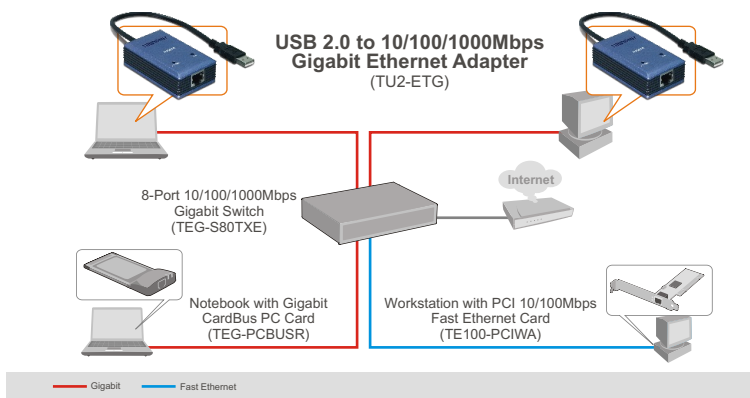 USB 2.0 to 10/100/1000Mbps
Gigabit Ethernet Adapter
(TU2-ETG)
8-Port 10/100/1000Mbps
Gigabit Switch
(TEG-S80TXE)
Internet
Notebook with Gigabit
CardBus PC Card
(TEG-PCBUSR)
Workstation with PCI 10/100Mbps
Fast Ethernet Card
(TE100-PCIWA)
Gigabit
Fast Ethernet